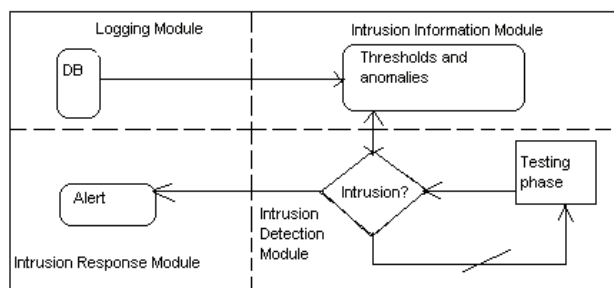 Logging Module
Intrusion Information Module
DB
Thresholds and
anomalies
Testing
phase
Intrusion?
Alert
Intrusion
Detection
Module
Intrusion Response Module